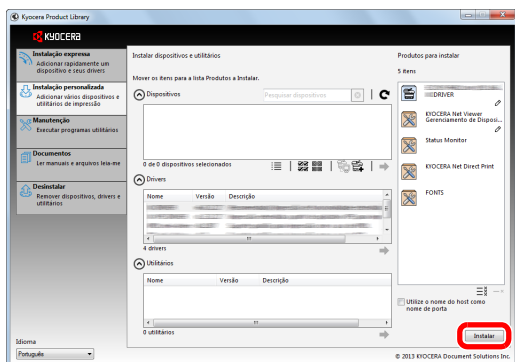 Kyocera Product Library
KYOCERA
Instalação expressa
Adicionar rapidamente um
dispositivo e seus drivers
Instalação personalizada
Adicionar vários dispositivos e
utilitários de impressão
Manutenção
Executar programas utilitários
Documentos
Ler manuais e arquivos leia-me
Desinstalar
Remover dispositivos, drivers e
utilitários
Idioma
Português
Instalar dispositivos e utilitários
Mover os itens para a lista Produtos a Instalar.
Dispositivos
Pesquisar dispositivos
0 de 0 dispositivos selecionados
Drivers
Nome Versão Descrição
4 drivers
Utilitários
Nome Versão Descrição
0 utilitários
Produtos para instalar
5 itens
DRIVER
KYOCERA Net Viewer
Gerenciamento de Disposi...
Status Monitor
KYOCERA Net Direct Print
FONTS
Utilize o nome do host como
nome de porta
Instalar
© 2013 KYOCERA Document Solutions Inc.